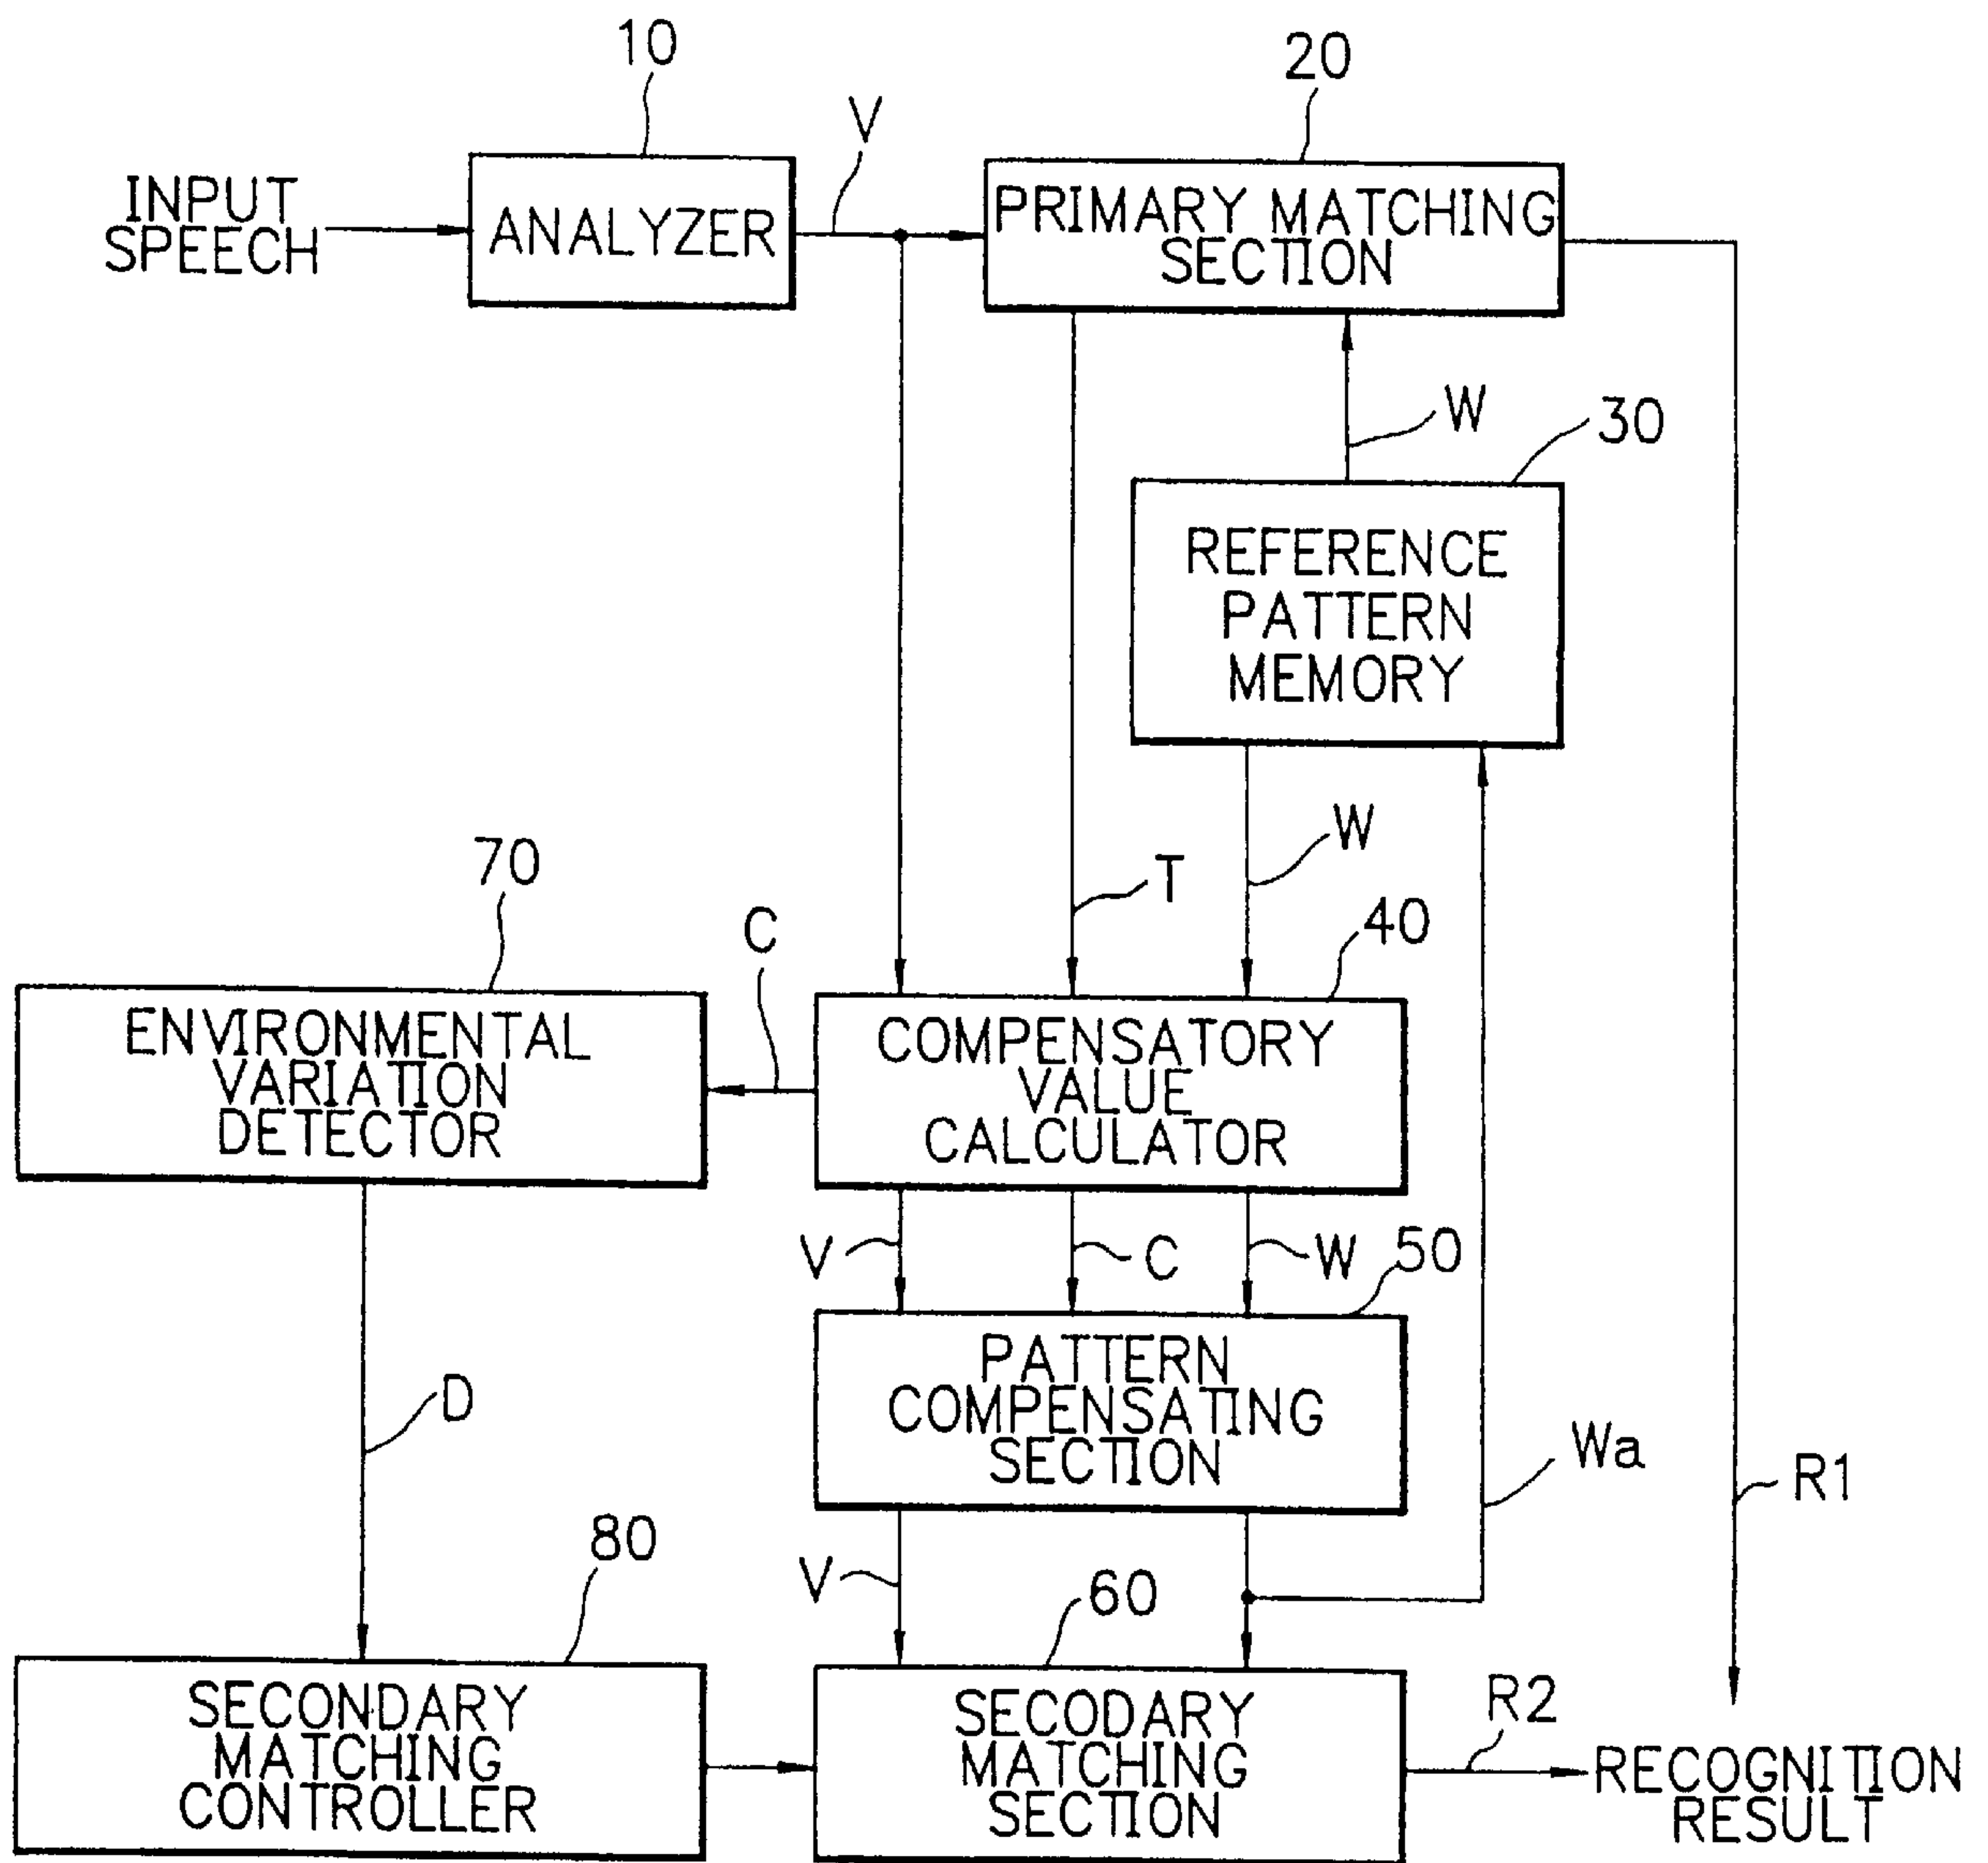 10
20
V
INPUT
SPEECH
ANALYZER
PRIMARY MATCHING
SECTION
W
30
REFERENCE
PATTERN
MEMORY
W
T
70
C
40
ENVIRONMENTAL
VARIATION
DETECTOR
COMPENSATORY
VALUE
CALCULATOR
V
C
W
50
D
PATTERN
COMPENSATING
SECTION
Wa
R1
80
V
60
SECONDARY
MATCHING
CONTROLLER
SECODARY
MATCHING
SECTION
R2
RECOGNITION
RESULT